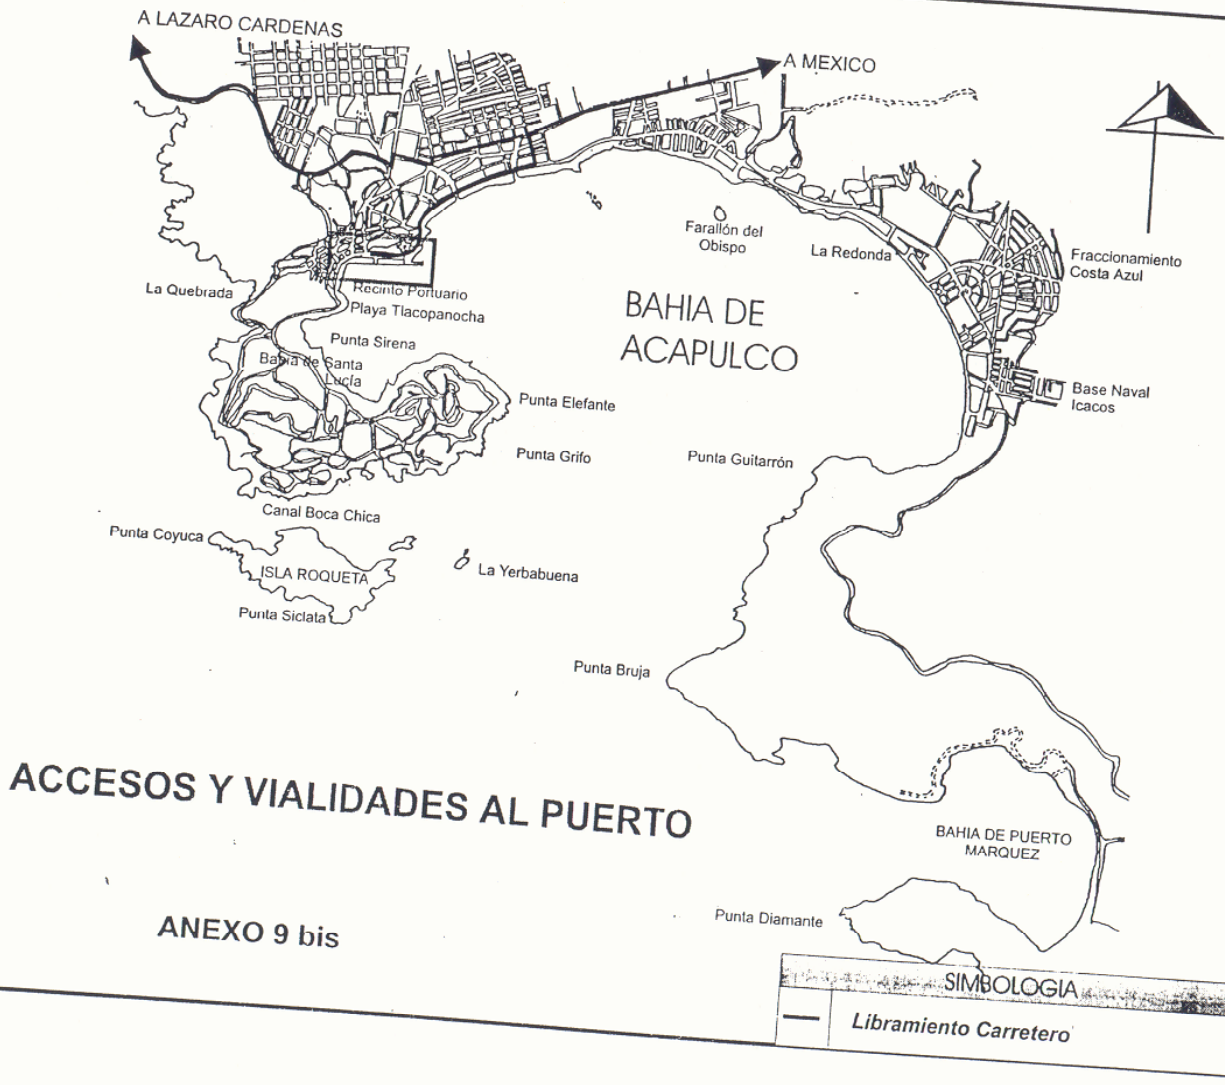 A LAZARO CARDENAS
A MEXICO
Farallón del
Obispo
La Redonda
Fraccionamiento
Costa Azul
La Quebrada
Recinto Portuario
Playa Tlacopanocha
BAHIA DE
ACAPULCO
Punta Sirena
Bahia de Santa
Lucía
Punta Elefante
Base Naval
Icacos
Punta Grifo
Punta Guitarrón
Canal Boca Chica
Punta Coyuca
ISLA ROQUETA
La Yerbabuena
Punta Siclata
Punta Bruja
ACCESOS Y VIALIDADES AL PUERTO
BAHIA DE PUERTO
MARQUEZ
Punta Diamante
ANEXO 9 bis
SIMBOLOGIA
Libramiento Carretero